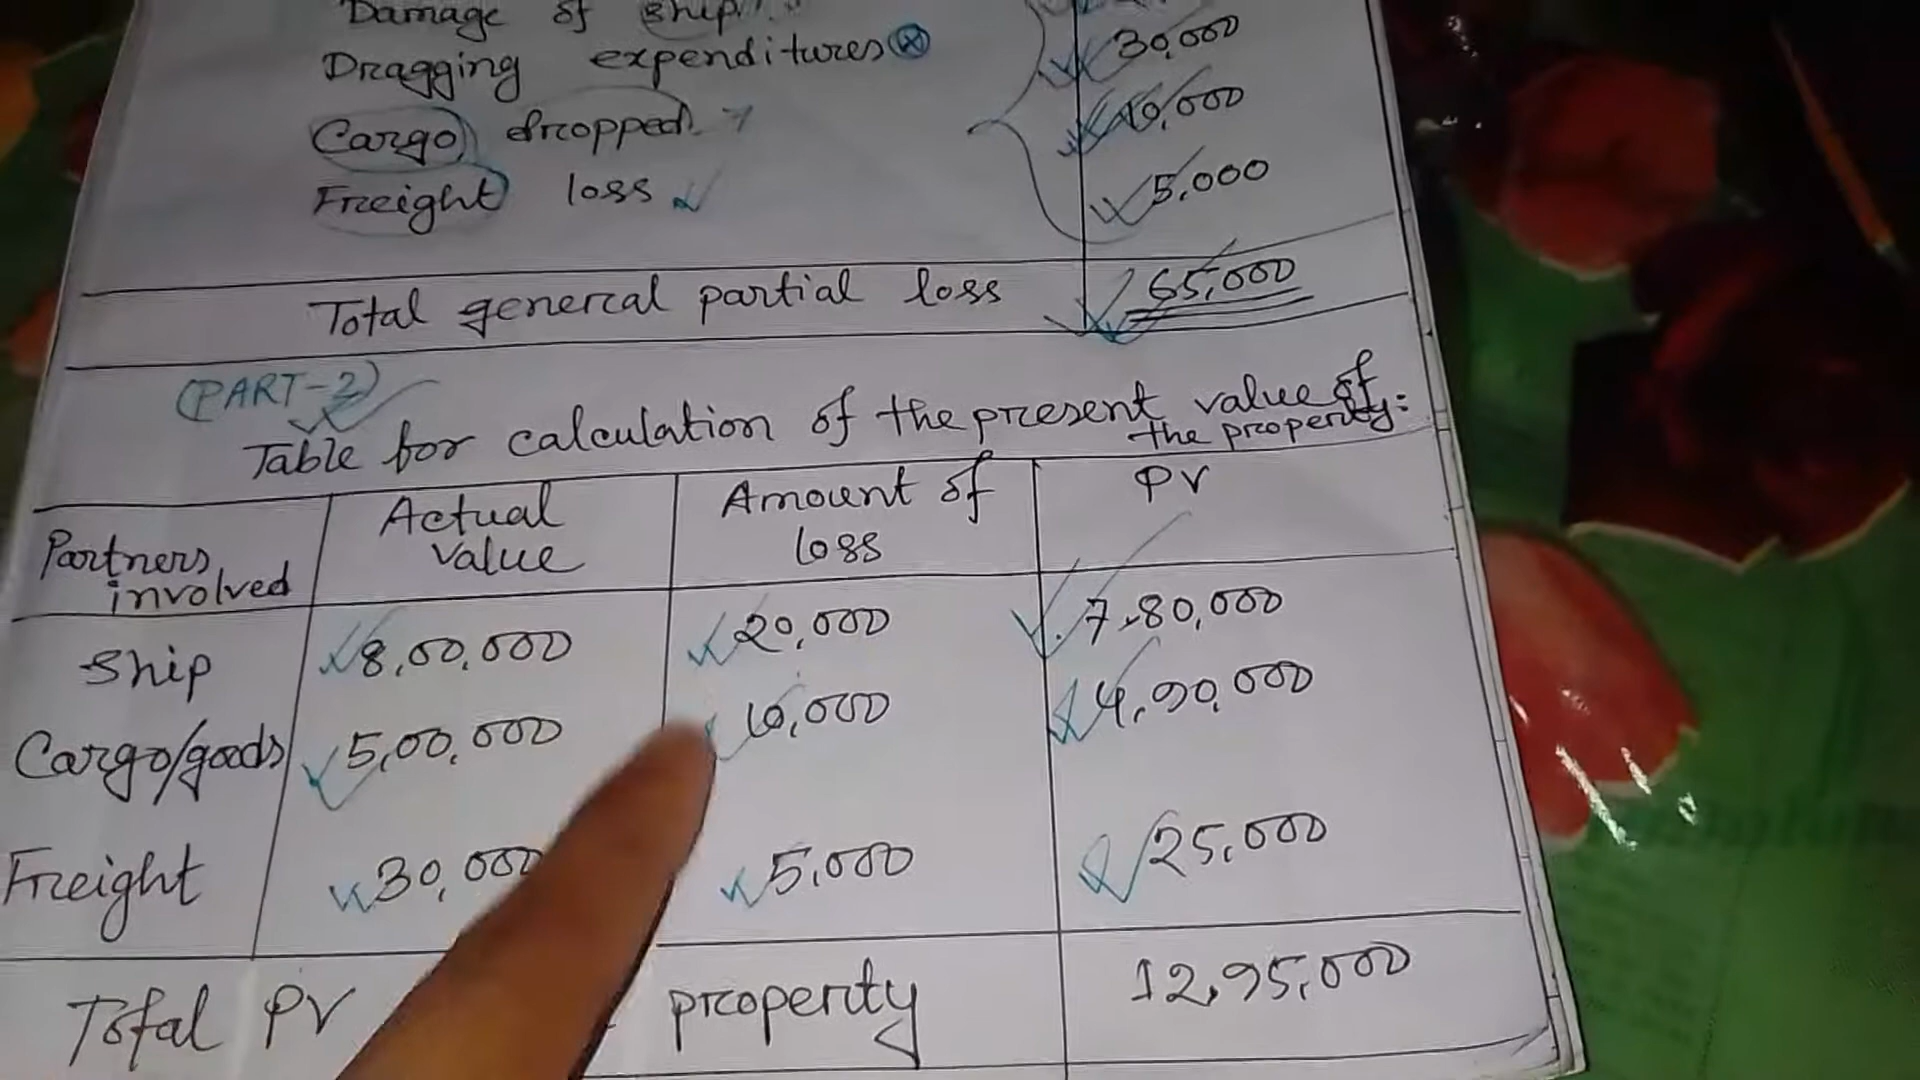 Damage of ship
Dragging expenditures 30,000
Cargo dropped 10,000
Freight loss 5,000
Total general partial loss 65,000
(PART-2)
Table for calculation of the present value of
the property:
Partners involved Actual value Amount of loss PV
Ship 8,00,000 20,000 7,80,000
Cargo/goods 5,00,000 10,000 4,90,000
Freight 30,000 5,000 25,000
Total PV property 12,95,000